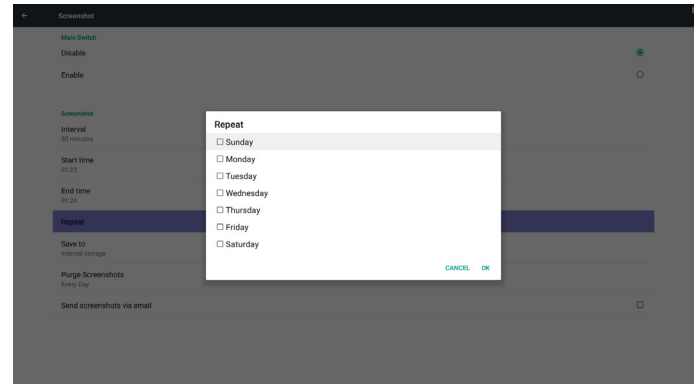 Screenshot
Main Switch
Disable
Enable
Screenshot
Interval
30 minutes
Start time
01:23
End time
01:24
Repeat
Save to
Internal storage
Purge Screenshots
Every Day
Send screenshots via email
Repeat
Sunday
Monday
Tuesday
Wednesday
Thursday
Friday
Saturday
CANCEL OK